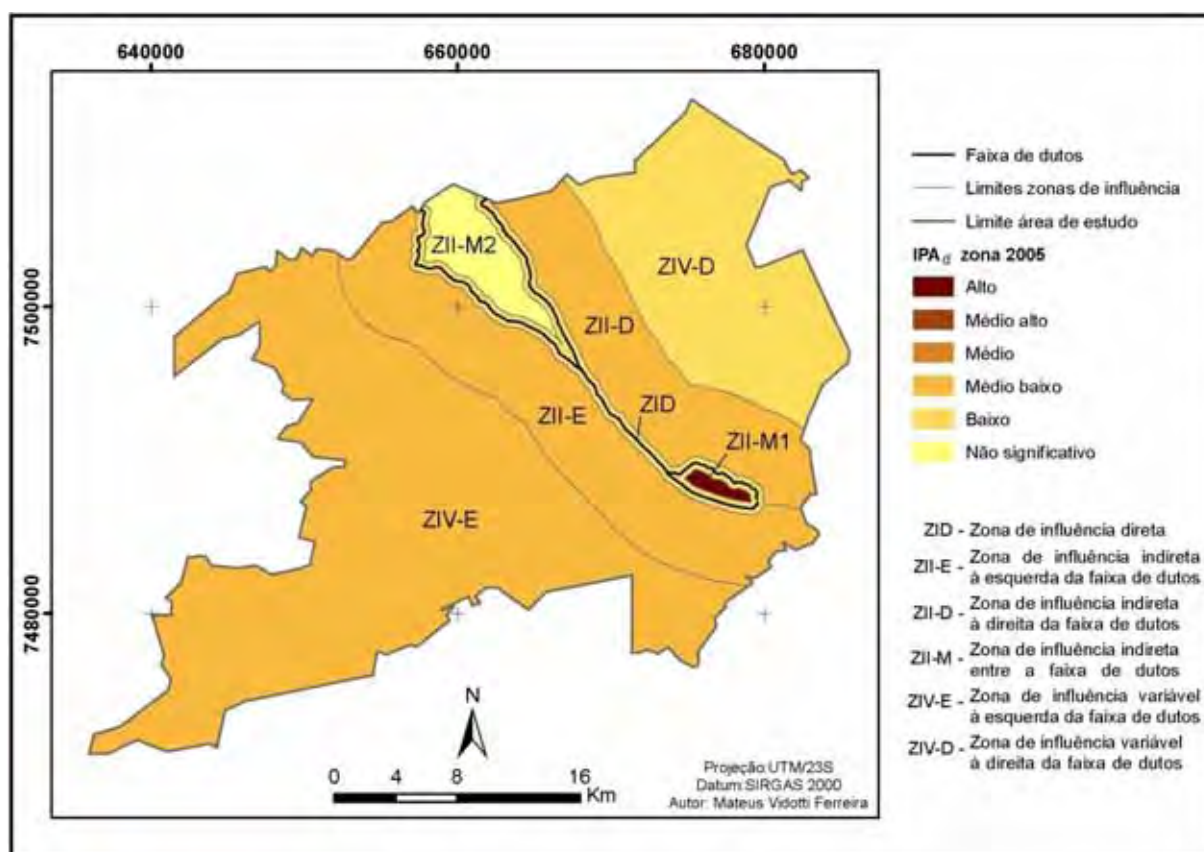 640000 660000 680000
7500000
7480000
ZII-M2
ZIV-D
ZII-D
ZII-E
ZID
ZII-M1
ZIV-E
N
0 4 8 16
Km
Projeção:UTM/23S
Datum:SIRGAS 2000
Autor: Mateus Vidotti Ferreira
Faixa de dutos
Limites zonas de influência
Limite área de estudo
IPAd zona 2005
Alto
Médio alto
Médio
Médio baixo
Baixo
Não significativo
ZID - Zona de influência direta
ZII-E - Zona de influência indireta
à esquerda da faixa de dutos
ZII-D - Zona de influência indireta
à direita da faixa de dutos
ZII-M - Zona de influência indireta
entre a faixa de dutos
ZIV-E - Zona de influência variável
à esquerda da faixa de dutos
ZIV-D - Zona de influência variável
à direita da faixa de dutos